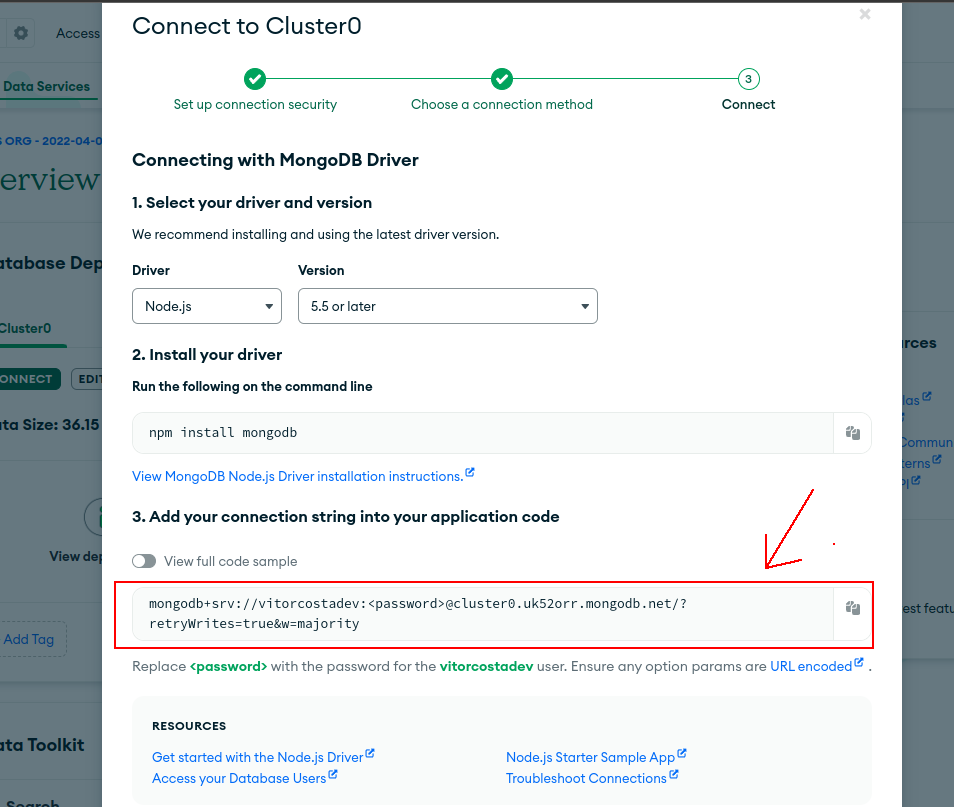 Connect to Cluster0
Access
Data Services
Set up connection security
Choose a connection method
3
Connect
ORG - 2022-04-0
erview
Connecting with MongoDB Driver
1. Select your driver and version
We recommend installing and using the latest driver version.
atabase Dep
Driver
Version
Node.js
5.5 or later
Cluster0
2. Install your driver
ONNECT
EDIT
Run the following on the command line
ata Size: 36.15
npm install mongodb
View MongoDB Node.js Driver installation instructions.
3. Add your connection string into your application code
View dep
View full code sample
mongodb+srv://vitorcostadev:<password>@cluster0.uk52orr.mongodb.net/?
retryWrites=true&w=majority
Add Tag
Replace <password> with the password for the vitorcostadev user. Ensure any option params are URL encoded .
RESOURCES
Get started with the Node.js Driver
Node.js Starter Sample App
Access your Database Users
Troubleshoot Connections
ata Toolkit
Search
rces
las
Commun
terns
est featu